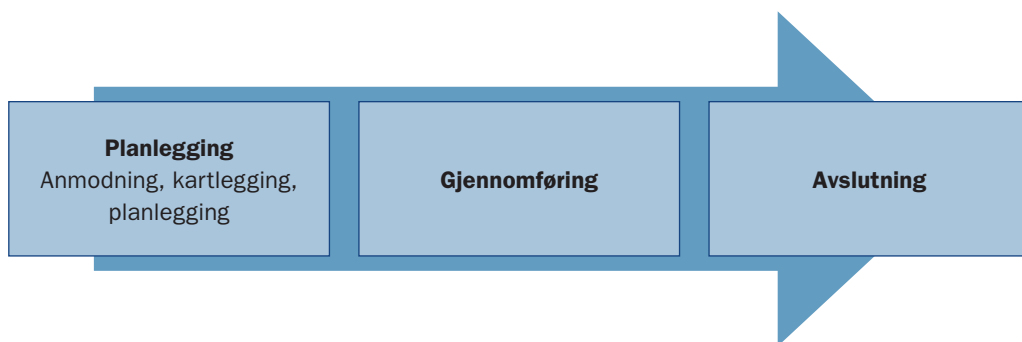 Planlegging
Anmodning, kartlegging,
planlegging
Gjennomføring
Avslutning